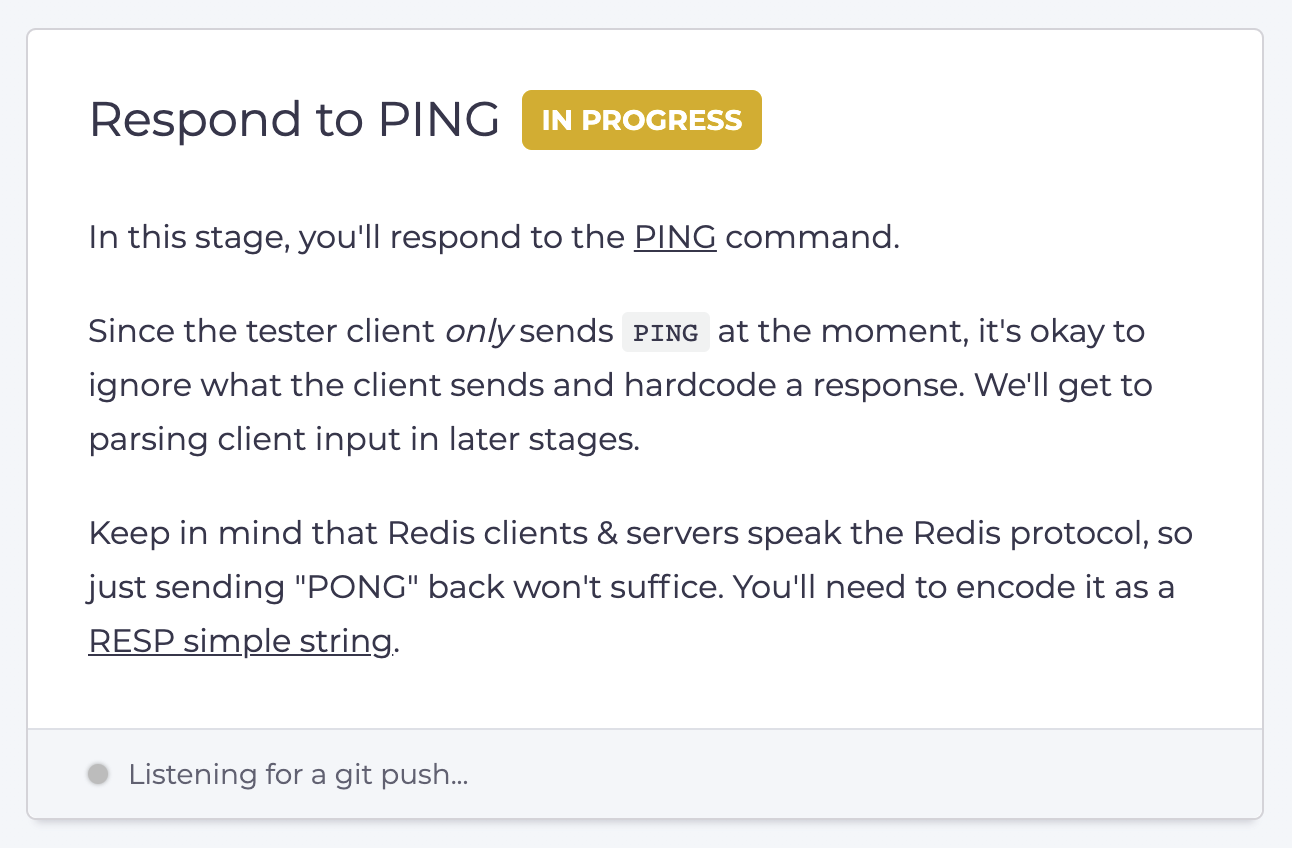 Respond to PING IN PROGRESS
In this stage, you'll respond to the PING command.
Since the tester client only sends PING at the moment, it's okay to
ignore what the client sends and hardcode a response. We'll get to
parsing client input in later stages.
Keep in mind that Redis clients & servers speak the Redis protocol, so
just sending "PONG" back won't suffice. You'll need to encode it as a
RESP simple string.
Listening for a git push...